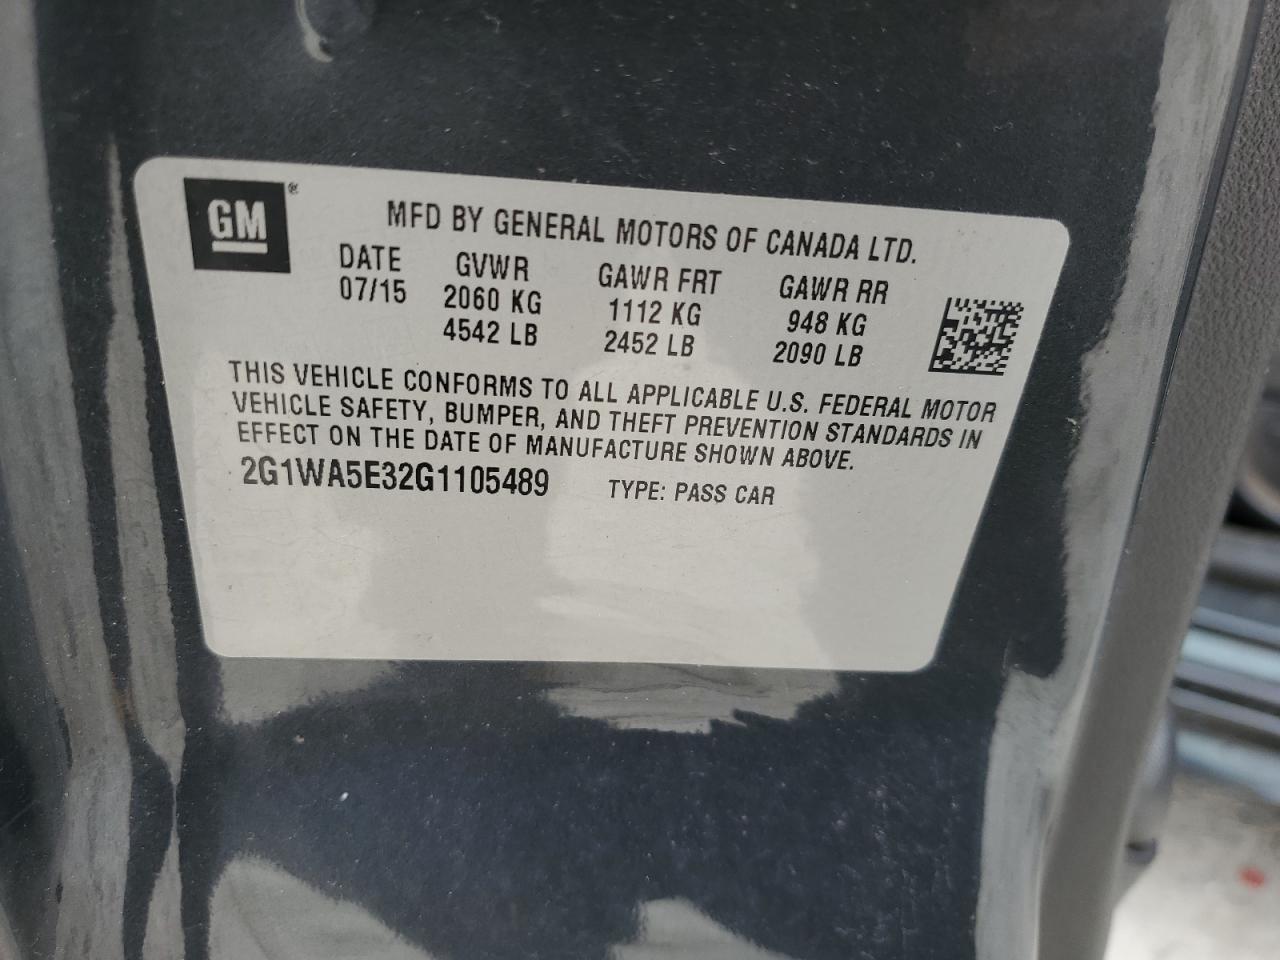 GM®
MFD BY GENERAL MOTORS OF CANADA LTD.
DATE GVWR GAWR FRT GAWR RR
07/15 2060 KG 1112 KG 948 KG
4542 LB 2452 LB 2090 LB
THIS VEHICLE CONFORMS TO ALL APPLICABLE U.S. FEDERAL MOTOR
VEHICLE SAFETY, BUMPER, AND THEFT PREVENTION STANDARDS IN
EFFECT ON THE DATE OF MANUFACTURE SHOWN ABOVE.
2G1WA5E32G1105489 TYPE: PASS CAR